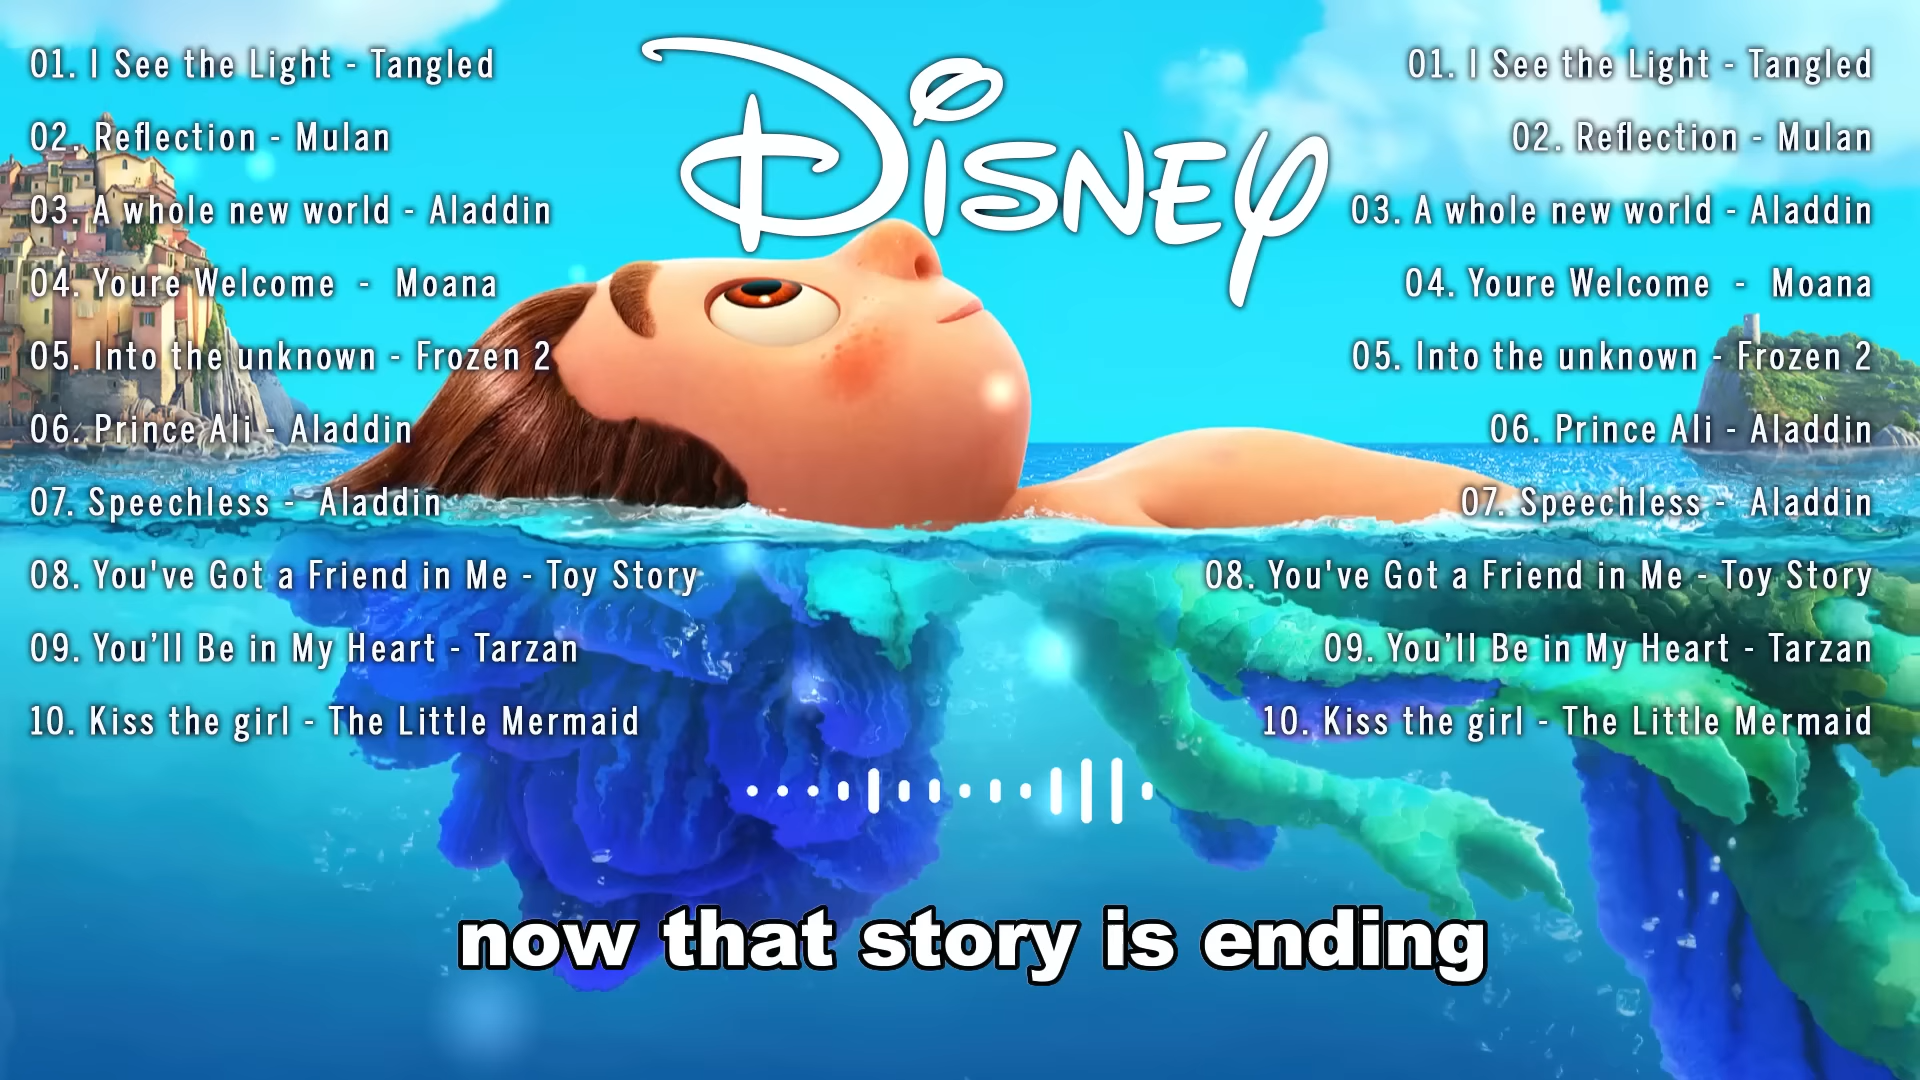 DISNEY
01. I See the Light - Tangled
02. Reflection - Mulan
03. A whole new world - Aladdin
04. Youre Welcome  -  Moana
05. Into the unknown - Frozen 2
06. Prince Ali - Aladdin
07. Speechless -  Aladdin
08. You've Got a Friend in Me - Toy Story
09. You’ll Be in My Heart - Tarzan
10. Kiss the girl - The Little Mermaid
01. I See the Light - Tangled
02. Reflection - Mulan
03. A whole new world - Aladdin
04. Youre Welcome  -  Moana
05. Into the unknown - Frozen 2
06. Prince Ali - Aladdin
07. Speechless -  Aladdin
08. You've Got a Friend in Me - Toy Story
09. You’ll Be in My Heart - Tarzan
10. Kiss the girl - The Little Mermaid
now that story is ending